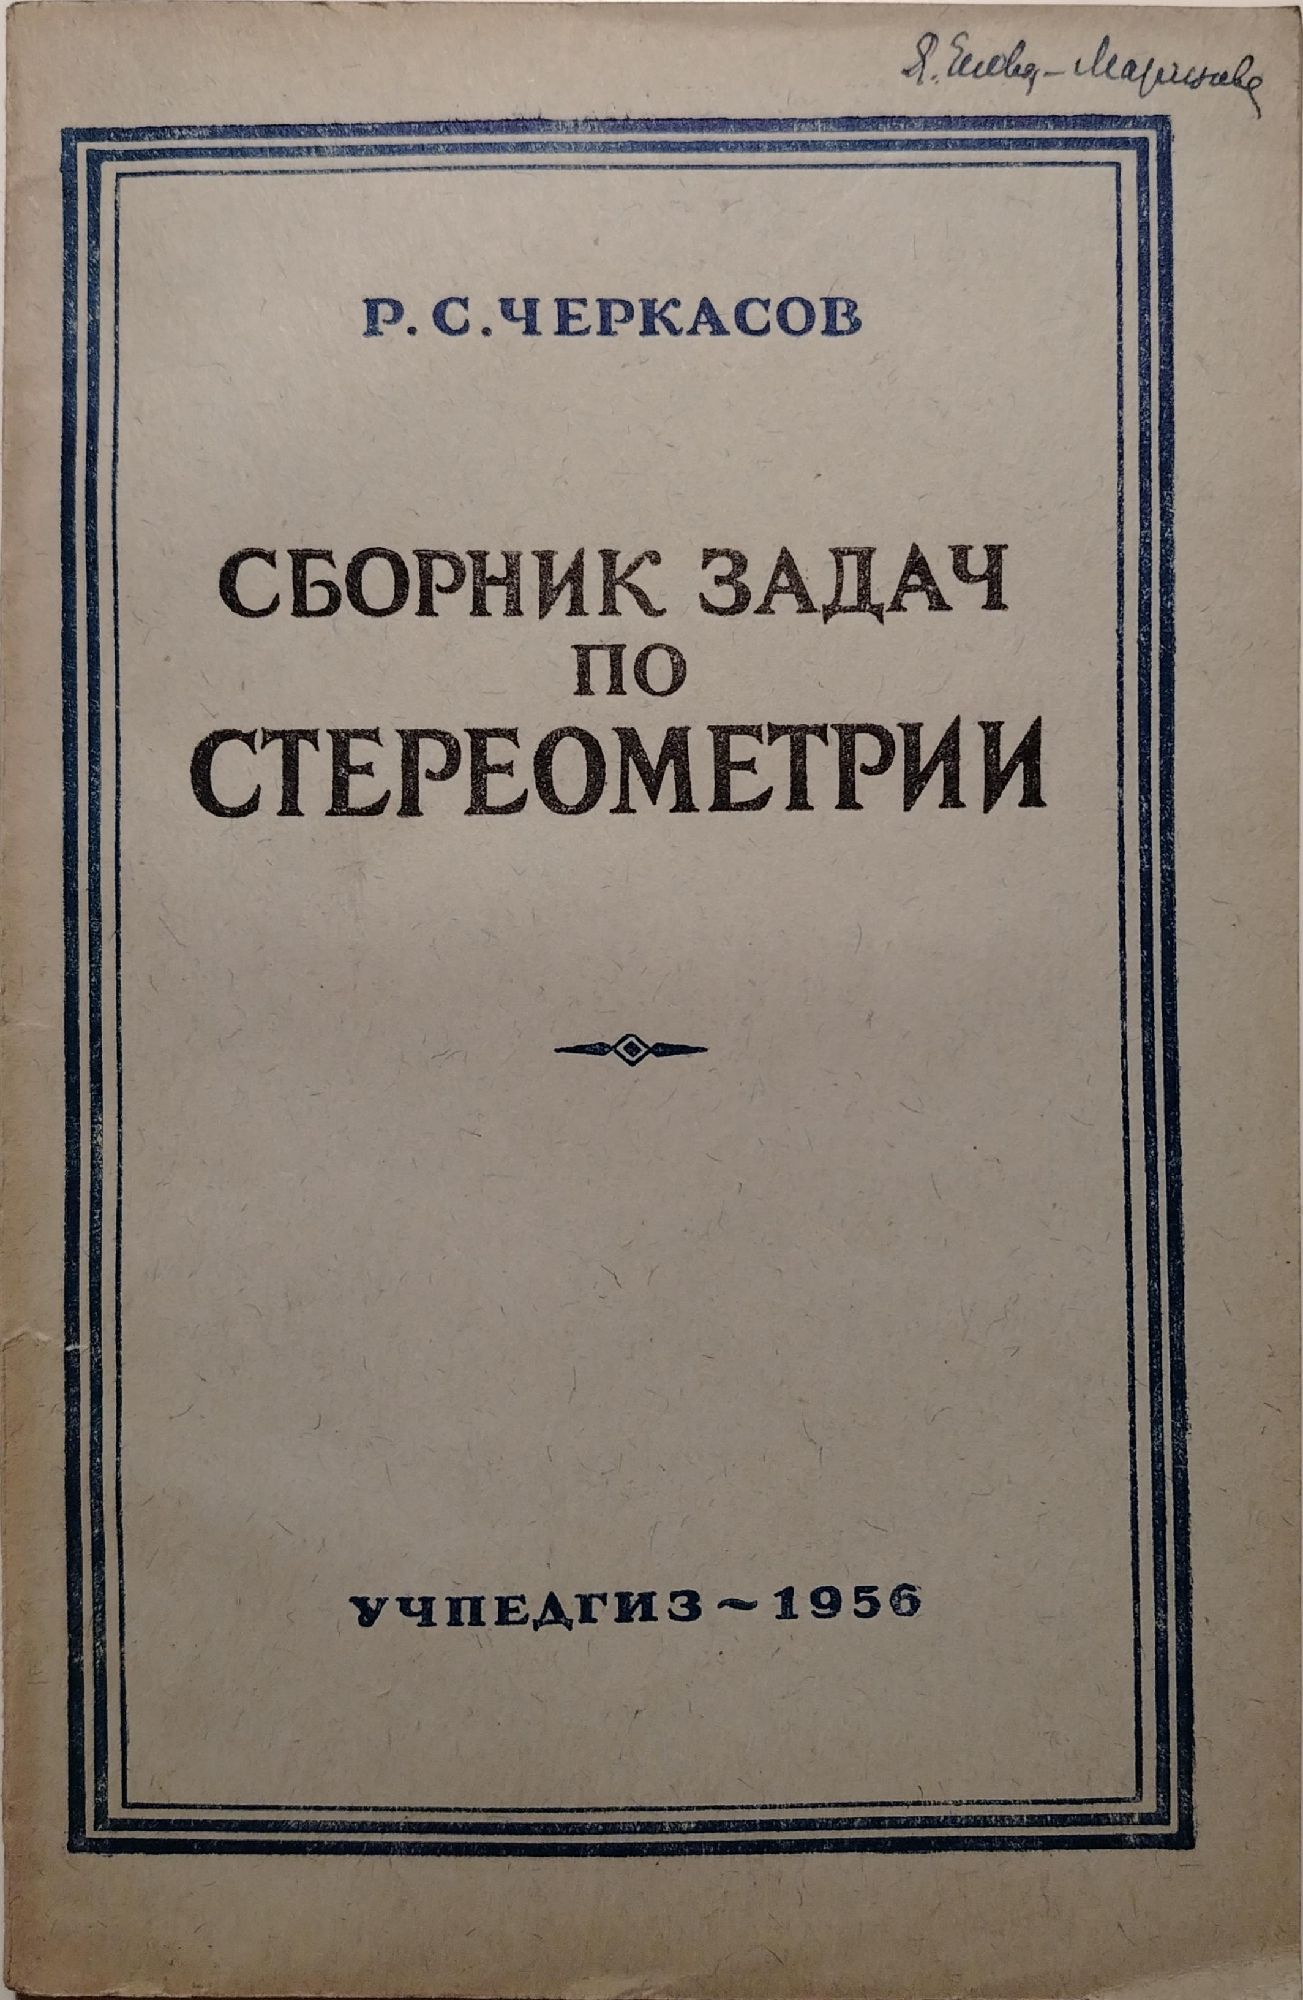 Р. С. ЧЕРКАСОВ
СБОРНИК ЗАДАЧ
ПО
СТЕРЕОМЕТРИИ
УЧПЕДГИЗ ~ 1956